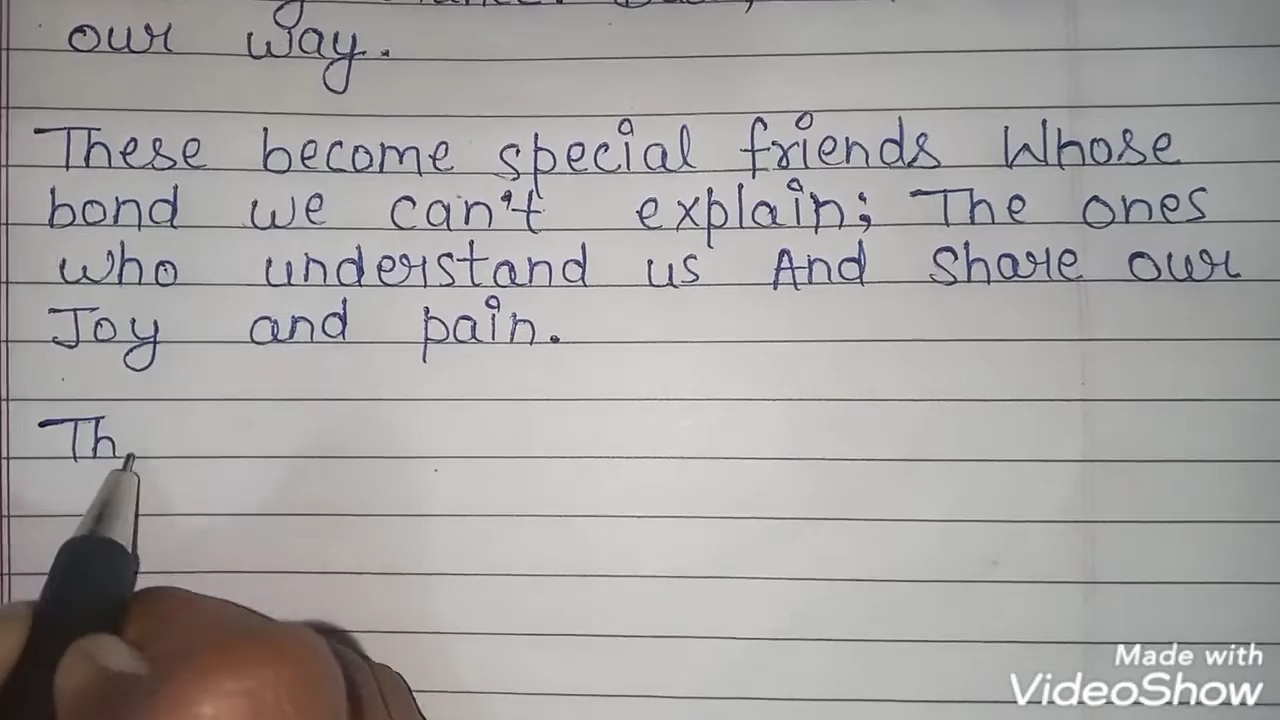 our way.
These become special friends Whose
bond we can't explain; The ones
who understand us And share our
Joy and pain.
Th
Made with
VideoShow